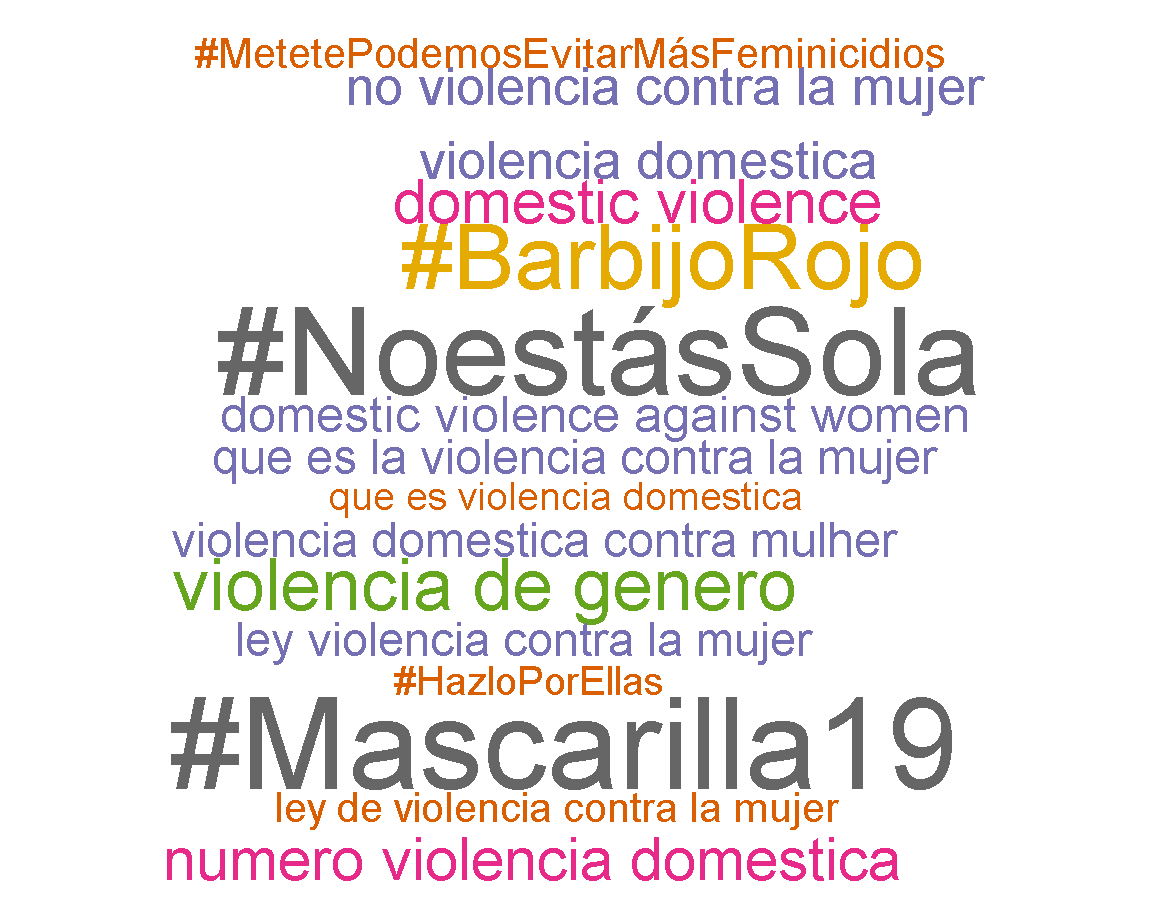 #MetetePodemosEvitarMásFeminicidios
no violencia contra la mujer
violencia domestica
domestic violence
#BarbijoRojo
#NoestásSola
domestic violence against women
que es la violencia contra la mujer
que es violencia domestica
violencia domestica contra mulher
violencia de genero
ley violencia contra la mujer
#HazloPorEllas
#Mascarilla19
ley de violencia contra la mujer
numero violencia domestica